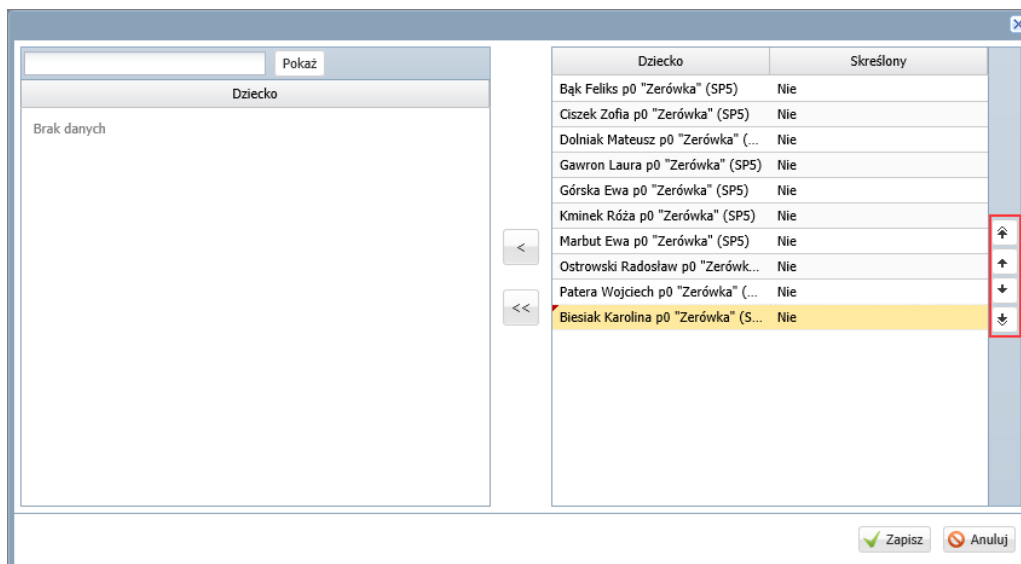 Pokaż
Dziecko
Brak danych
<
<<
Dziecko Skreślony
Bąk Feliks p0 "Zerówka" (SP5) Nie
Ciszek Zofia p0 "Zerówka" (SP5) Nie
Dolniak Mateusz p0 "Zerówka" (... Nie
Gawron Laura p0 "Zerówka" (SP5) Nie
Górska Ewa p0 "Zerówka" (SP5) Nie
Kminek Róża p0 "Zerówka" (SP5) Nie
Marbut Ewa p0 "Zerówka" (SP5) Nie
Ostrowski Radosław p0 "Zerówk... Nie
Patera Wojciech p0 "Zerówka" (... Nie
Biesiak Karolina p0 "Zerówka" (S... Nie
Zapisz Anuluj